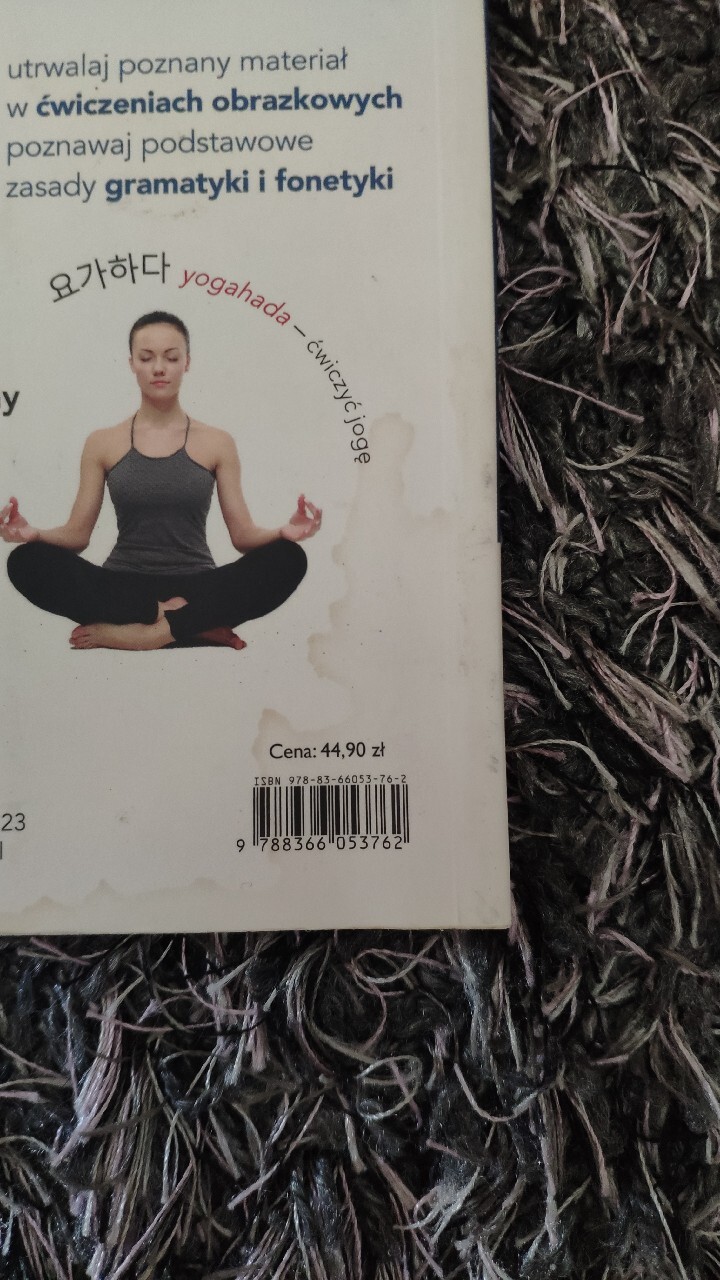 utrwalaj poznany materiał
w ćwiczeniach obrazkowych
poznawaj podstawowe
zasady gramatyki i fonetyki
요가하다 yogahada – ćwiczyć jogę
Cena: 44,90 zł
ISBN 978-83-66053-76-2
9 788366 053762
23